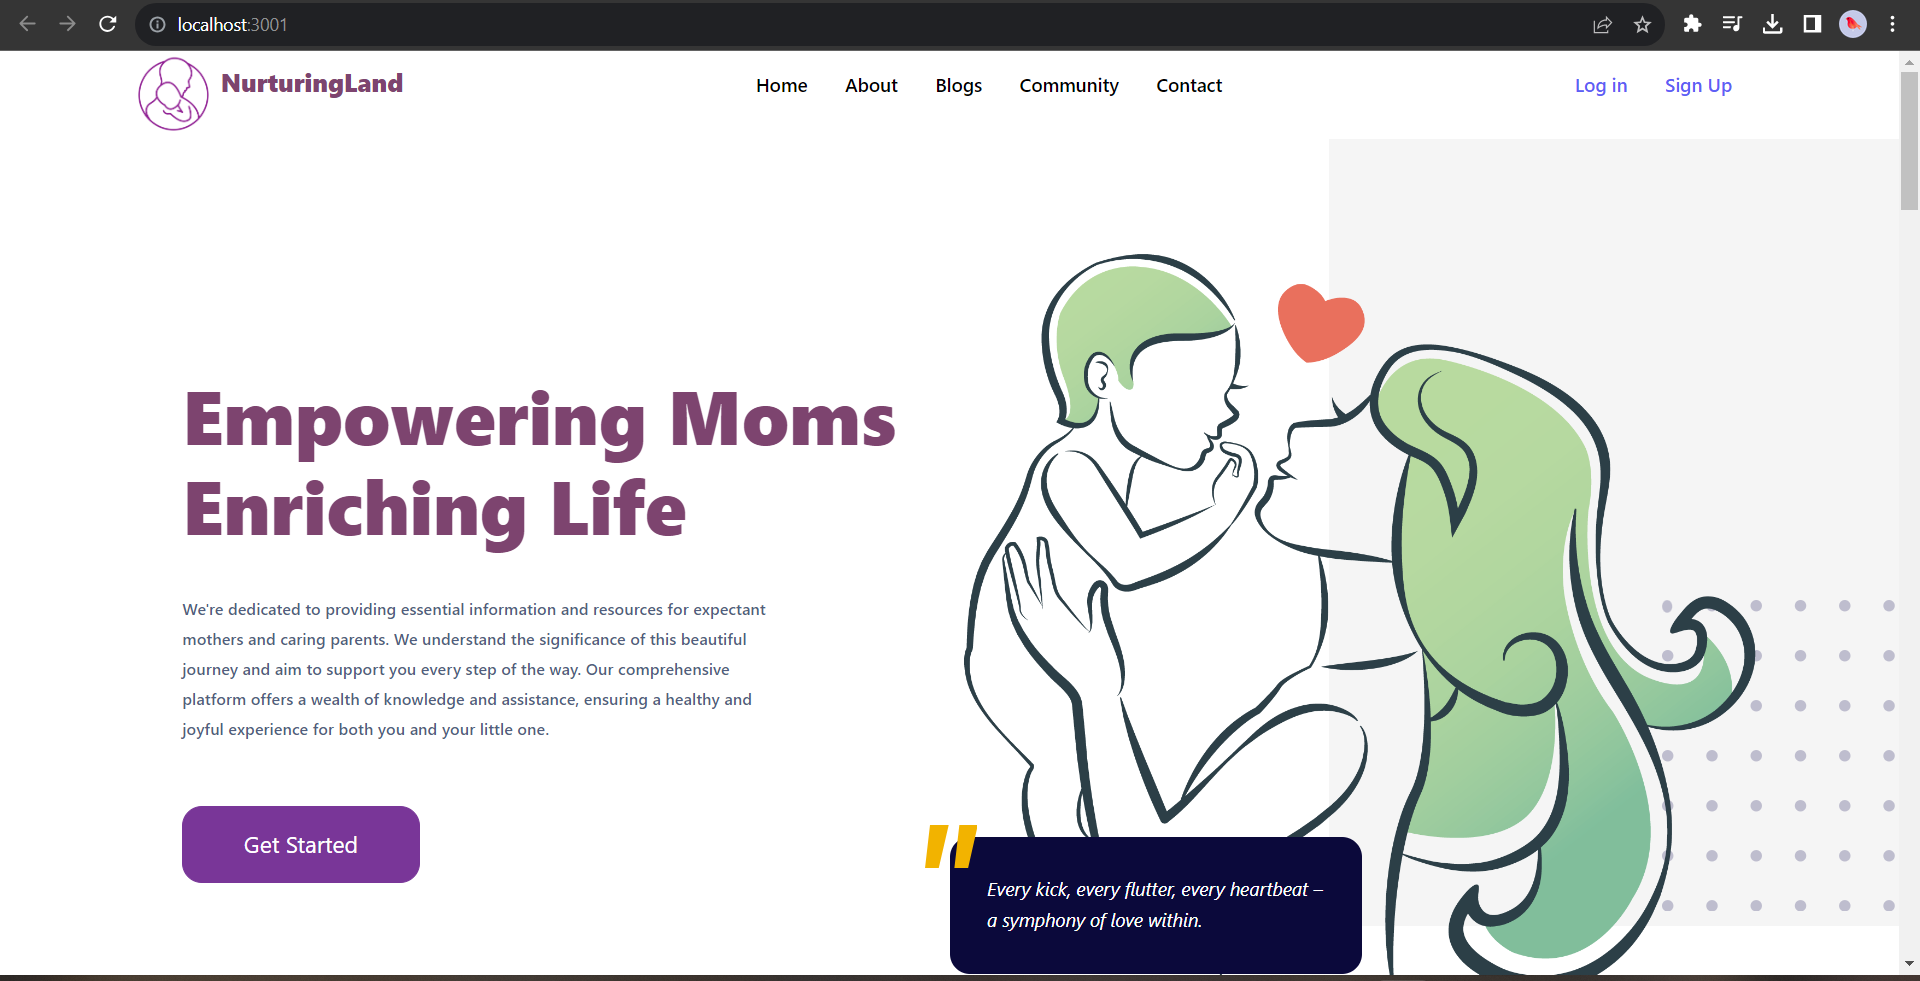 localhost:3001
NurturingLand
Home About Blogs Community Contact
Log in Sign Up
Empowering Moms
Enriching Life
We're dedicated to providing essential information and resources for expectant
mothers and caring parents. We understand the significance of this beautiful
journey and aim to support you every step of the way. Our comprehensive
platform offers a wealth of knowledge and assistance, ensuring a healthy and
joyful experience for both you and your little one.
Get Started
"
Every kick, every flutter, every heartbeat –
a symphony of love within.